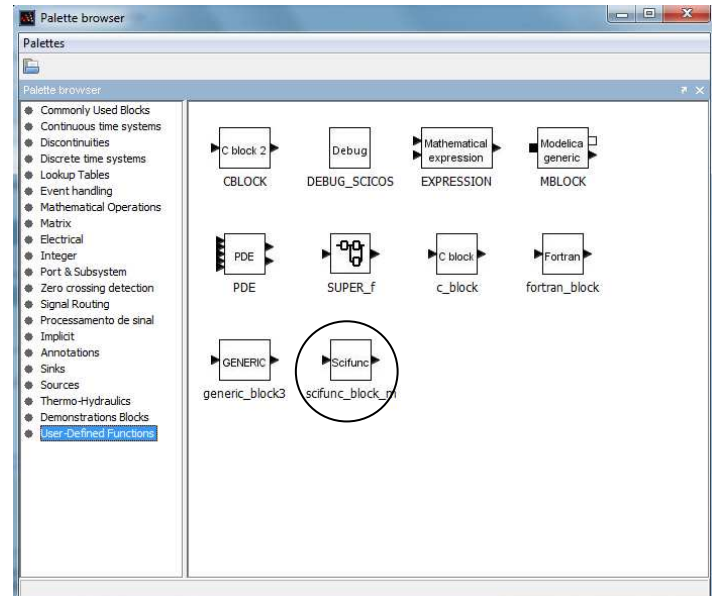 Palette browser
Palettes
Palette browser
Commonly Used Blocks
Continuous time systems
Discontinuities
Discrete time systems
Lookup Tables
Event handling
Mathematical Operations
Matrix
Electrical
Integer
Port & Subsystem
Zero crossing detection
Signal Routing
Processamento de sinal
Implicit
Annotations
Sinks
Sources
Thermo-Hydraulics
Demonstrations Blocks
User-Defined Functions
C block 2
Debug
Mathematical
expression
Modelica
generic
CBLOCK
DEBUG_SCICOS
EXPRESSION
MBLOCK
PDE
C block
Fortran
PDE
SUPER_f
c_block
fortran_block
GENERIC
Scifunc
generic_block3
scifunc_block_m